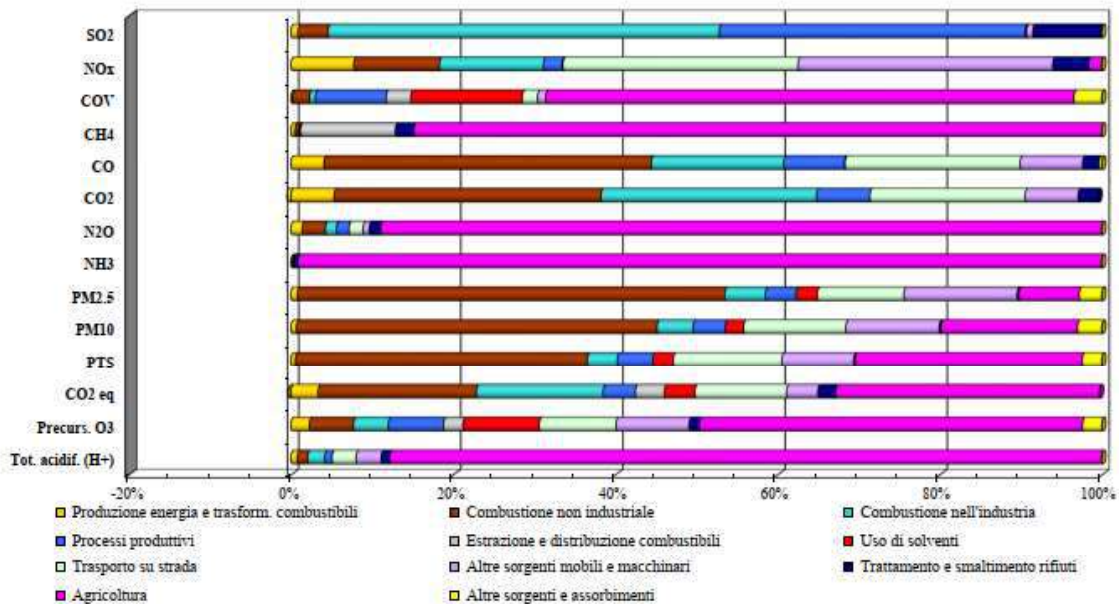 SO2
NOx
COV
CH4
CO
CO2
N2O
NH3
PM2.5
PM10
PTS
CO2 eq
Precurs. O3
Tot. acidif. (H+)
-20% 0% 20% 40% 60% 80% 100%
Produzione energia e trasform. combustibili Combustione non industriale Combustione nell'industria
Processi produttivi Estrazione e distribuzione combustibili Uso di solventi
Trasporto su strada Altre sorgenti mobili e macchinari Trattamento e smaltimento rifiuti
Agricoltura Altre sorgenti e assorbimenti